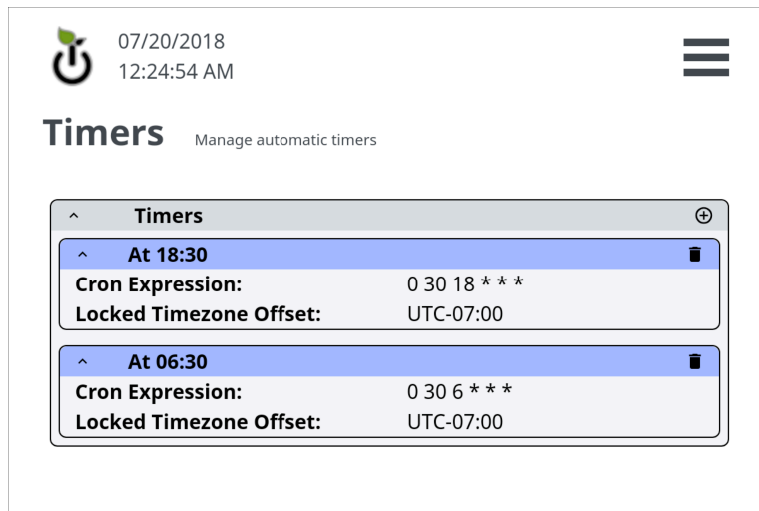 07/20/2018
12:24:54 AM
Timers Manage automatic timers
Timers
At 18:30
Cron Expression: 0 30 18 * * *
Locked Timezone Offset: UTC-07:00
At 06:30
Cron Expression: 0 30 6 * * *
Locked Timezone Offset: UTC-07:00